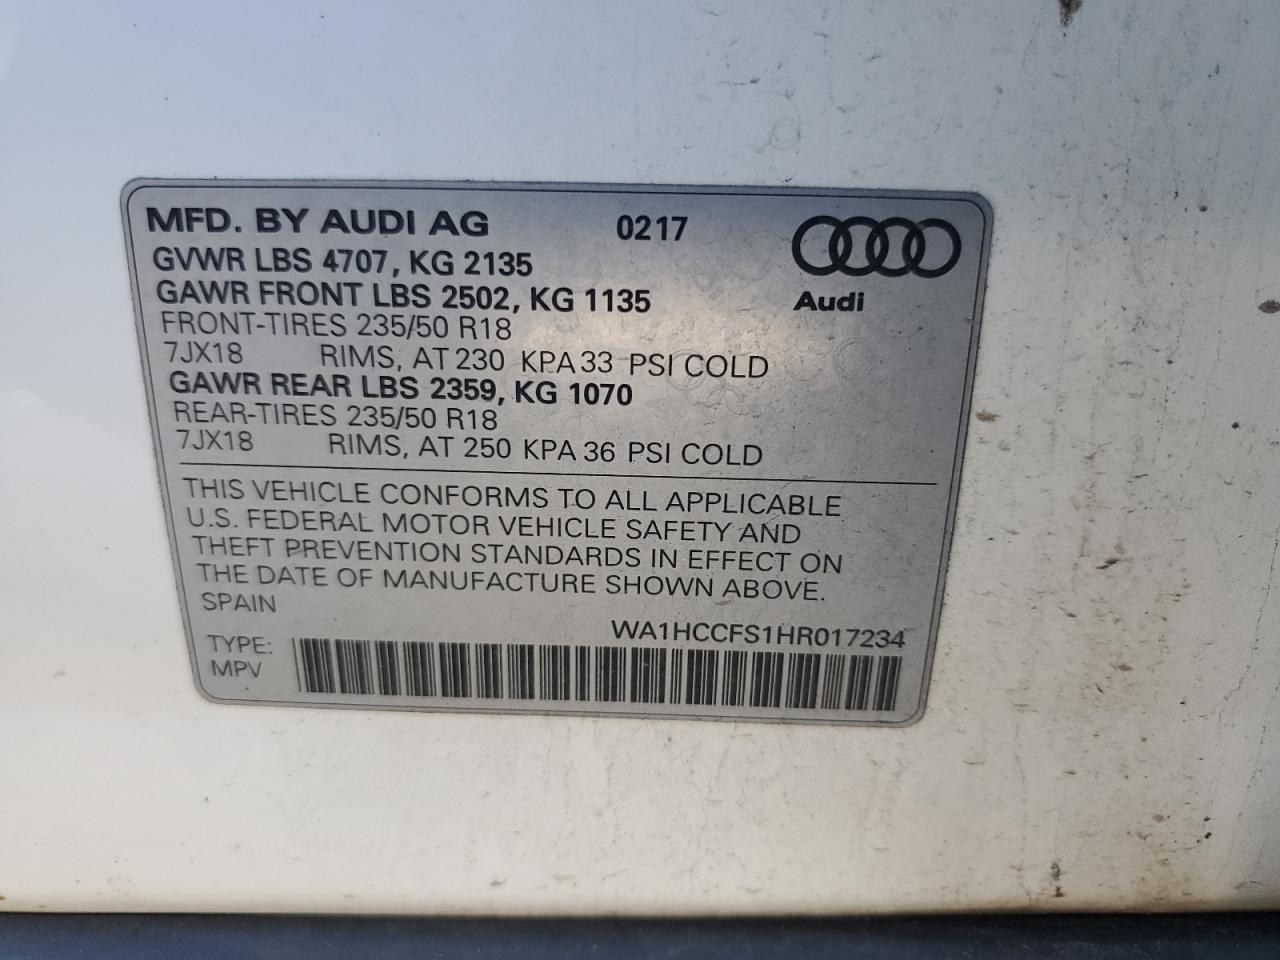 MFD. BY AUDI AG 0217
GVWR LBS 4707, KG 2135
GAWR FRONT LBS 2502, KG 1135
Audi
FRONT-TIRES 235/50 R18
7JX18 RIMS, AT 230 KPA 33 PSI COLD
GAWR REAR LBS 2359, KG 1070
REAR-TIRES 235/50 R18
7JX18 RIMS, AT 250 KPA 36 PSI COLD
THIS VEHICLE CONFORMS TO ALL APPLICABLE
U.S. FEDERAL MOTOR VEHICLE SAFETY AND
THEFT PREVENTION STANDARDS IN EFFECT ON
THE DATE OF MANUFACTURE SHOWN ABOVE.
SPAIN
WA1HCCFS1HR017234
TYPE:
MPV